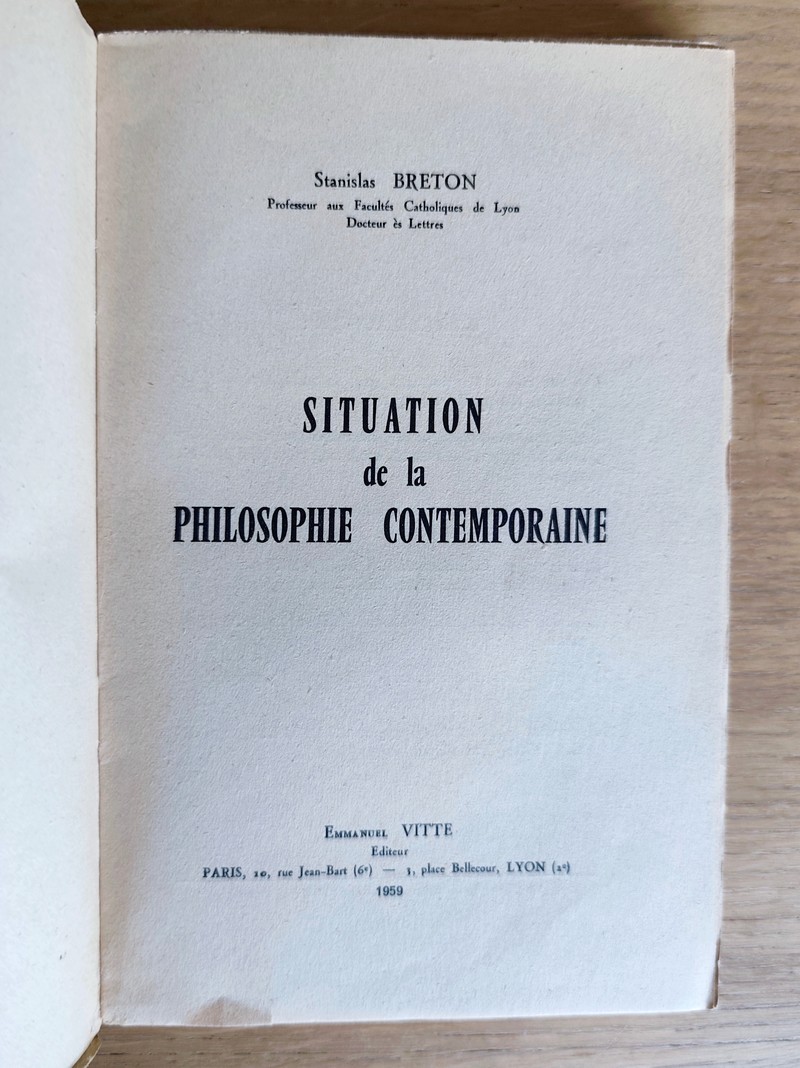 Stanislas BRETON
Professeur aux Facultés Catholiques de Lyon
Docteur ès Lettres
SITUATION
de la
PHILOSOPHIE CONTEMPORAINE
Emmanuel VITTE
Editeur
PARIS, 10, rue Jean-Bart (6e) — 3, place Bellecour, LYON (2e)
1959